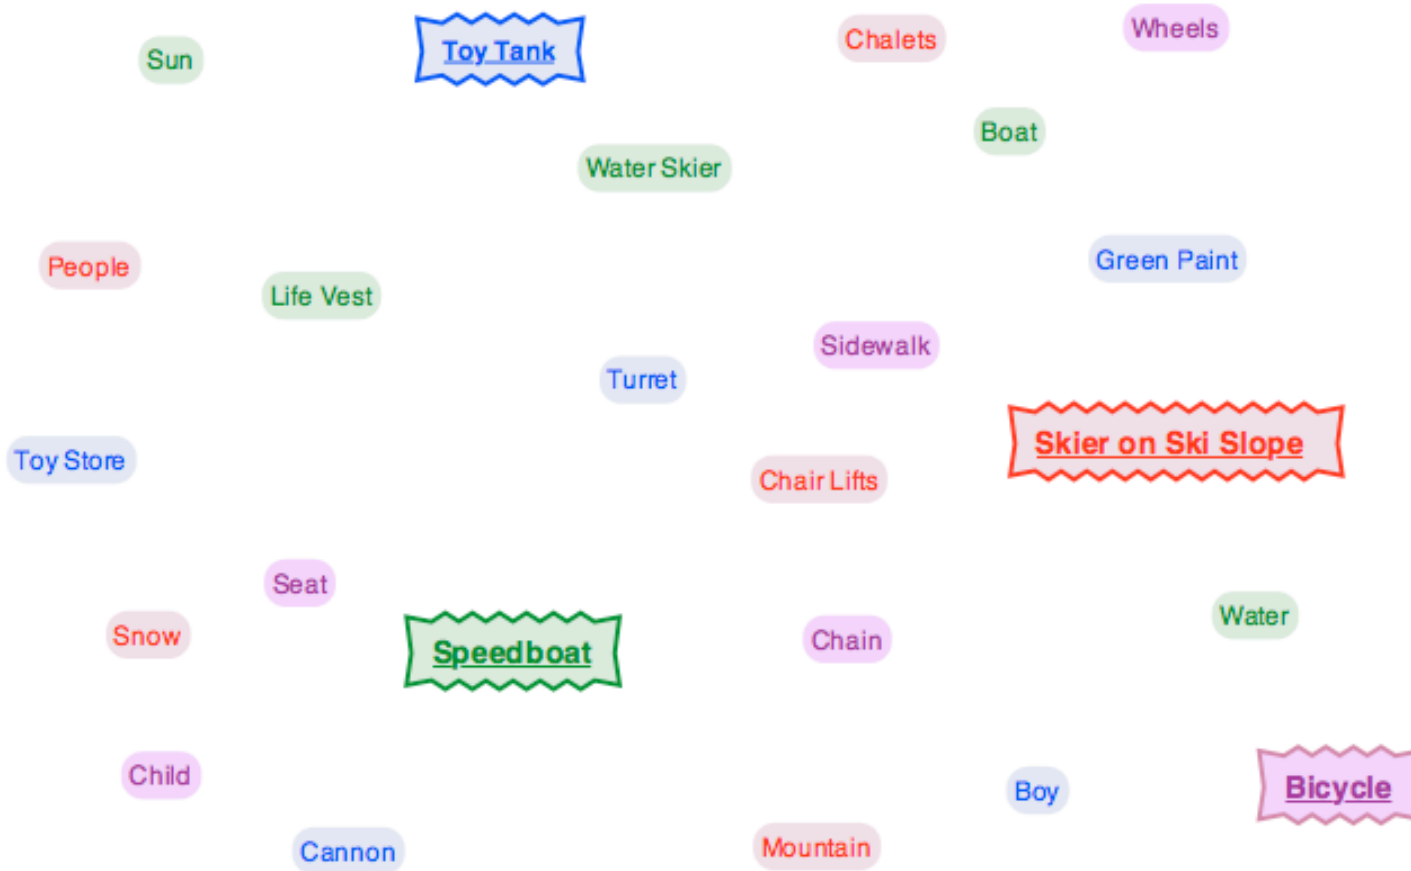 Wheels
Chalets
Sun
Toy Tank
Boat
Water Skier
Green Paint
People
Life Vest
Sidewalk
Turret
Skier on Ski Slope
Toy Store
Chair Lifts
Seat
Water
Snow
Chain
Speedboat
Child
Bicycle
Boy
Mountain
Cannon